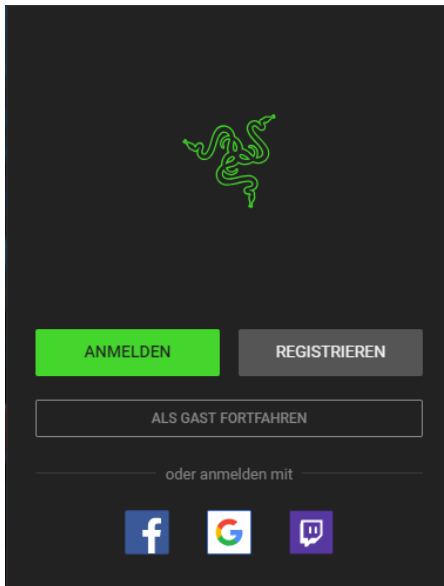 ANMELDEN
REGISTRIEREN
ALS GAST FORTFAHREN
oder anmelden mit